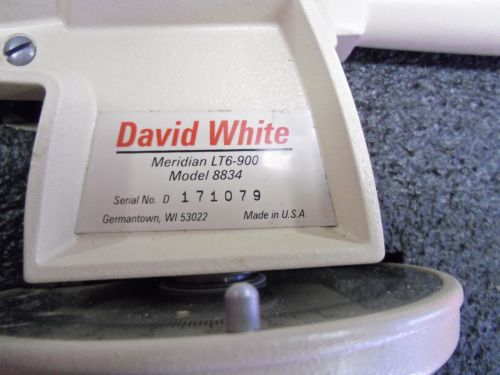 David White
Meridian LT6-900
Model 8834
Serial No. D 171079
Germantown, WI 53022 Made in U.S.A